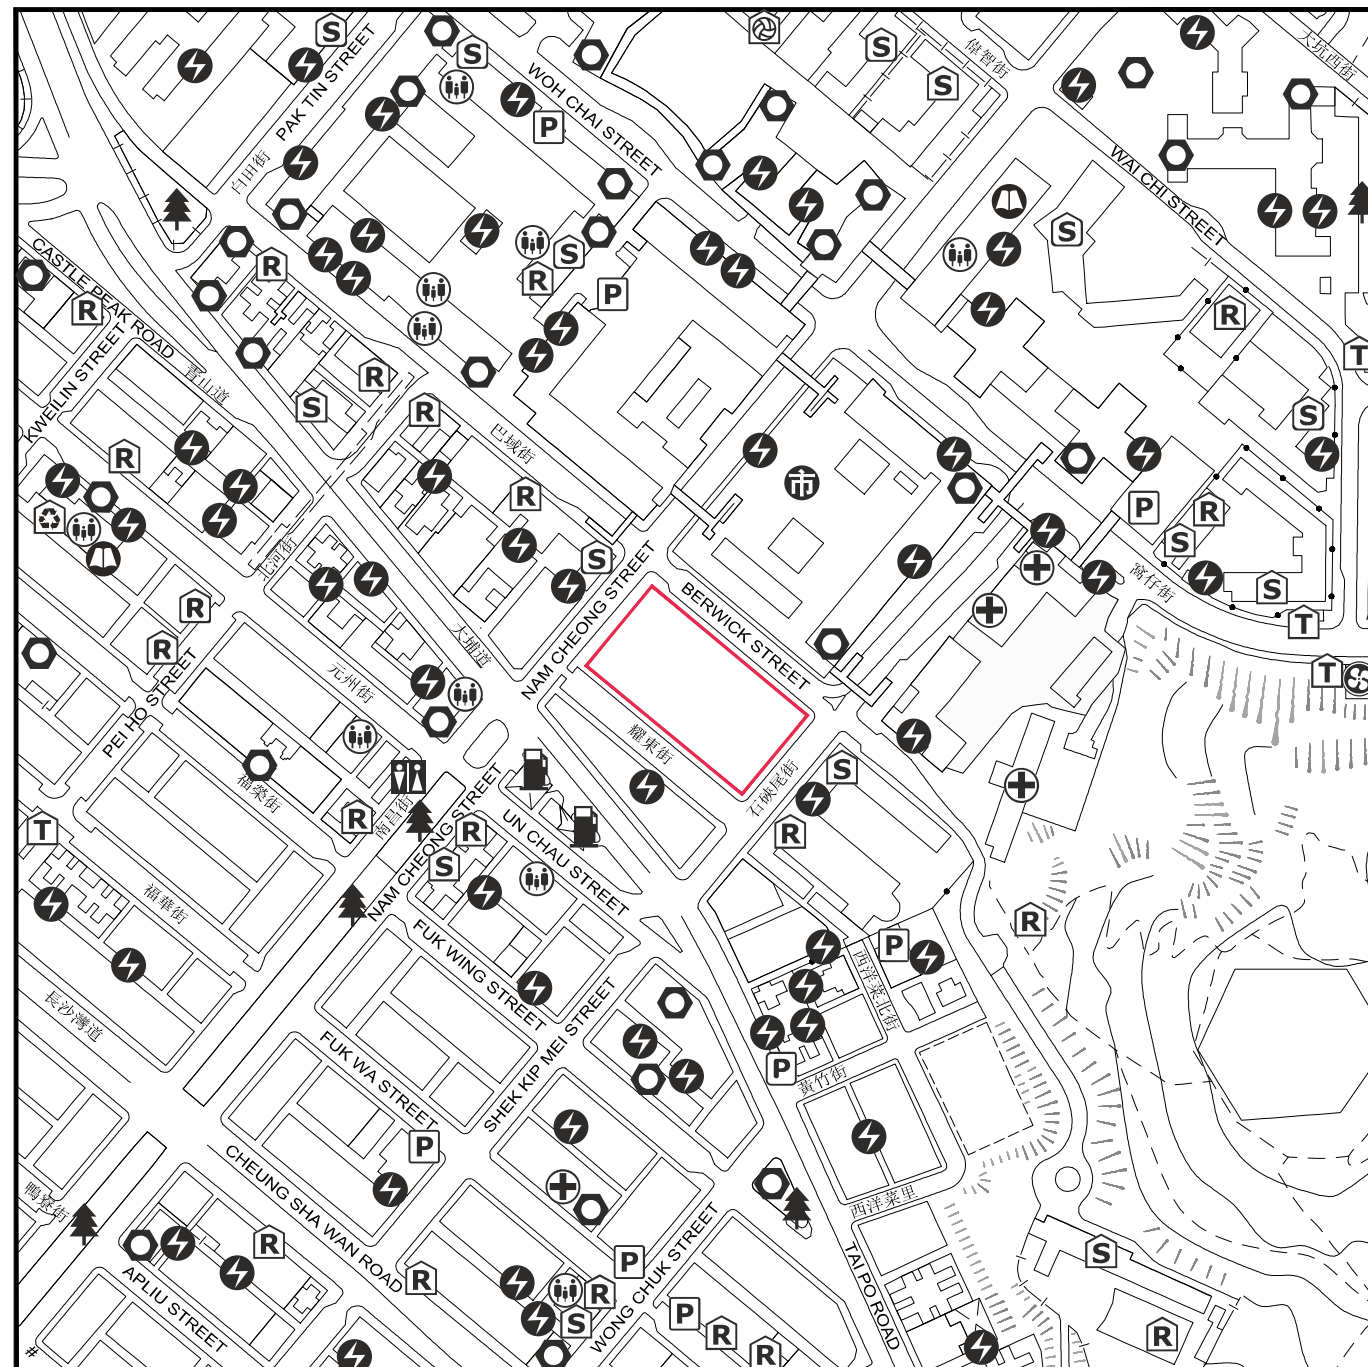 S
PAK TIN STREET
白田街
S
P
WOH CHAI STREET
S
S
偉智街
大坑西街
WAI CHI STREET
S
R
S
R
P
R
CASTLE PEAK ROAD
青山道
R
T
KWEILIN STREET
R
S
R
巴域街
S
R
R
P
R
S
窩仔街
S
T
T
北河街
S
NAM CHEONG STREET
BERWICK STREET
R
R
大埔道
元州街
PEI HO STREET
耀東街
石硤尾街
S
R
福榮街
R
南昌街
NAM CHEONG STREET
R
S
UN CHAU STREET
T
福華街
FUK WING STREET
R
P
西洋菜北街
長沙灣道
FUK WA STREET
SHEK KIP MEI STREET
P
黃竹街
P
鴨寮街
CHEUNG SHA WAN ROAD
R
西洋菜里
S
P
R
R
S
WONG CHUK STREET
P
R
R
TAI PO ROAD
R
APLIU STREET
#